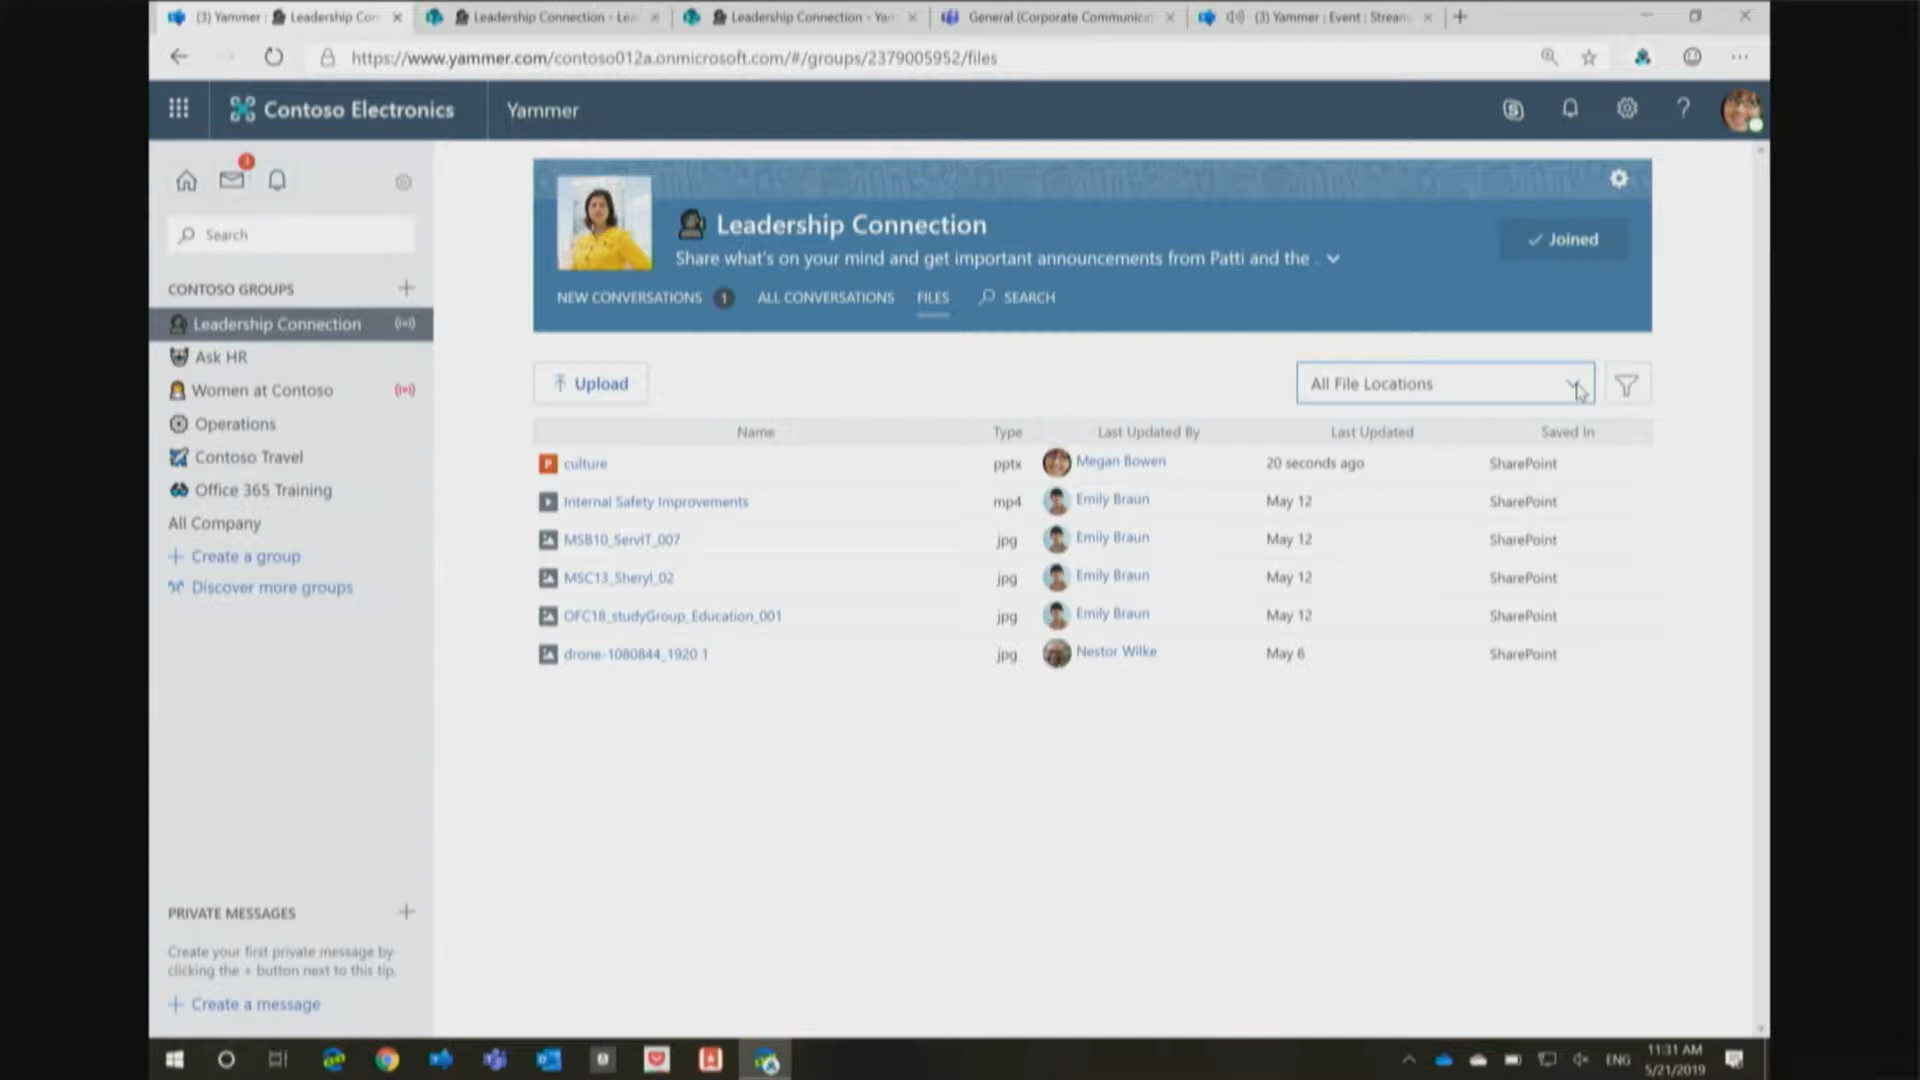 (3) Yammer : Leadership Con
Leadership Connection - Lea
Leadership Connection - Yan
General (Corporate Communica
(3) Yammer : Event : Stream
https://www.yammer.com/contoso012a.onmicrosoft.com/#/groups/2379005952/files
Contoso Electronics
Yammer
Search
CONTOSO GROUPS
Leadership Connection
Ask HR
Women at Contoso
Operations
Contoso Travel
Office 365 Training
All Company
+ Create a group
Discover more groups
PRIVATE MESSAGES
Create your first private message by
clicking the + button next to this tip.
+ Create a message
Leadership Connection
Share what's on your mind and get important announcements from Patti and the .
Joined
NEW CONVERSATIONS 1 ALL CONVERSATIONS FILES SEARCH
Upload
All File Locations
Name Type Last Updated By Last Updated Saved In
culture pptx Megan Bowen 20 seconds ago SharePoint
Internal Safety Improvements mp4 Emily Braun May 12 SharePoint
MSB10_ServIT_007 jpg Emily Braun May 12 SharePoint
MSC13_Sheryl_02 jpg Emily Braun May 12 SharePoint
OFC18_studyGroup_Education_001 jpg Emily Braun May 12 SharePoint
drone-1080844_1920 1 jpg Nestor Wilke May 6 SharePoint
ENG
11:31 AM
5/21/2019